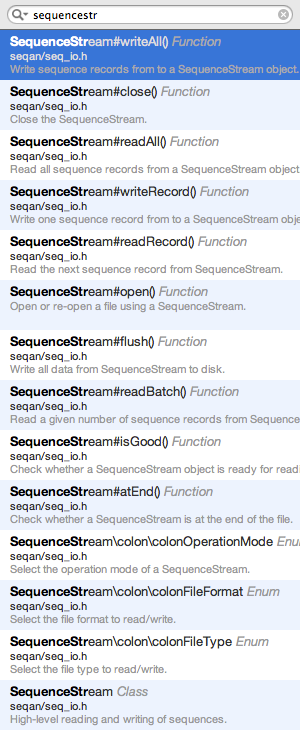 sequencestr
SequenceStream#writeAll() Function
seqan/seq_io.h
Write sequence records from to a SequenceStream object.
SequenceStream#close() Function
seqan/seq_io.h
Close the SequenceStream.
SequenceStream#readAll() Function
seqan/seq_io.h
Read all sequence records from a SequenceStream object
SequenceStream#writeRecord() Function
seqan/seq_io.h
Write one sequence record from to a SequenceStream obje
SequenceStream#readRecord() Function
seqan/seq_io.h
Read the next sequence record from SequenceStream.
SequenceStream#open() Function
Open or re-open a file using a SequenceStream.
SequenceStream#flush() Function
seqan/seq_io.h
Write all data from SequenceStream to disk.
SequenceStream#readBatch() Function
seqan/seq_io.h
Read a given number of sequence records from Sequence
SequenceStream#isGood() Function
seqan/seq_io.h
Check whether a SequenceStream object is ready for readi
SequenceStream#atEnd() Function
seqan/seq_io.h
Check whether a SequenceStream is at the end of the file.
SequenceStream\colon\colonOperationMode Enu
seqan/seq_io.h
Select the operation mode of a SequenceStream.
SequenceStream\colon\colonFileFormat Enum
seqan/seq_io.h
Select the file format to read/write.
SequenceStream\colon\colonFileType Enum
seqan/seq_io.h
Select the file type to read/write.
SequenceStream Class
seqan/seq_io.h
High-level reading and writing of sequences.